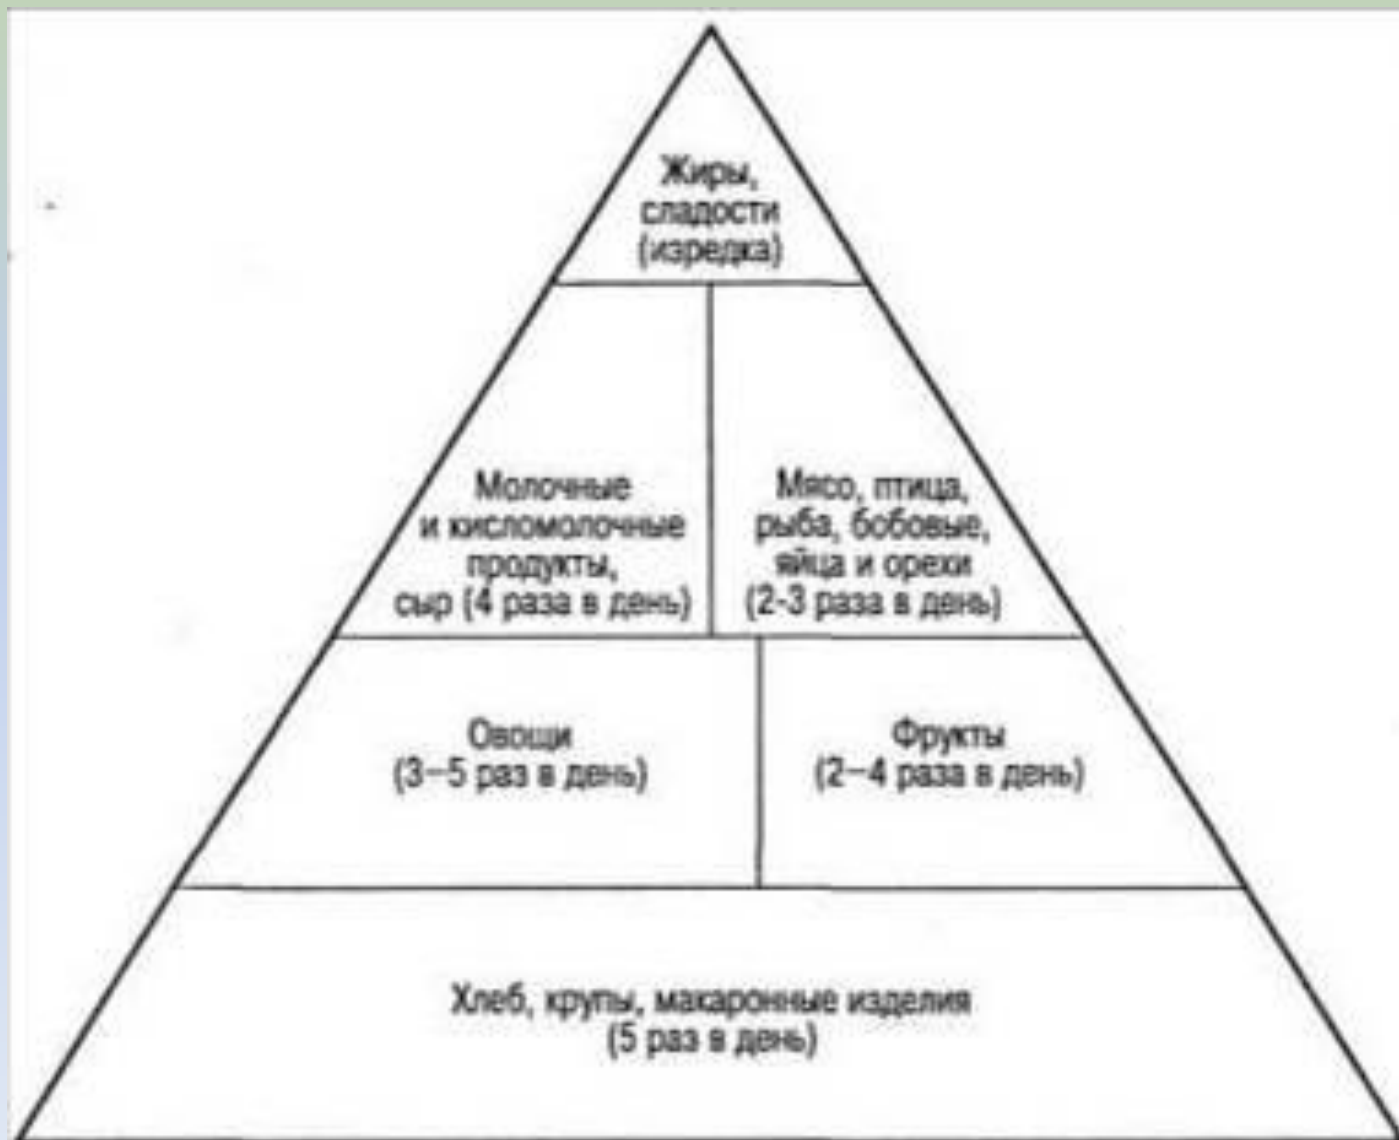 Жиры,
сладости
(изредка)
Молочные
и кисломолочные
продукты,
сыр (4 раза в день)
Мясо, птица,
рыба, бобовые,
яйца и орехи
(2-3 раза в день)
Овощи
(3–5 раз в день)
Фрукты
(2–4 раза в день)
Хлеб, крупы, макаронные изделия
(5 раз в день)